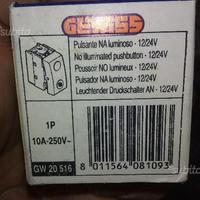 GEWISS
Pulsante NA luminoso - 12/24V
No illuminated pushbutton - 12/24V
Poussoir NO lumineux - 12/24V
Pulsador NA luminoso - 12/24V
Leuchtender Druckschalter AN - 12/24V
1P
10A-250V~
GW 20 516
8 011564 081093
subito